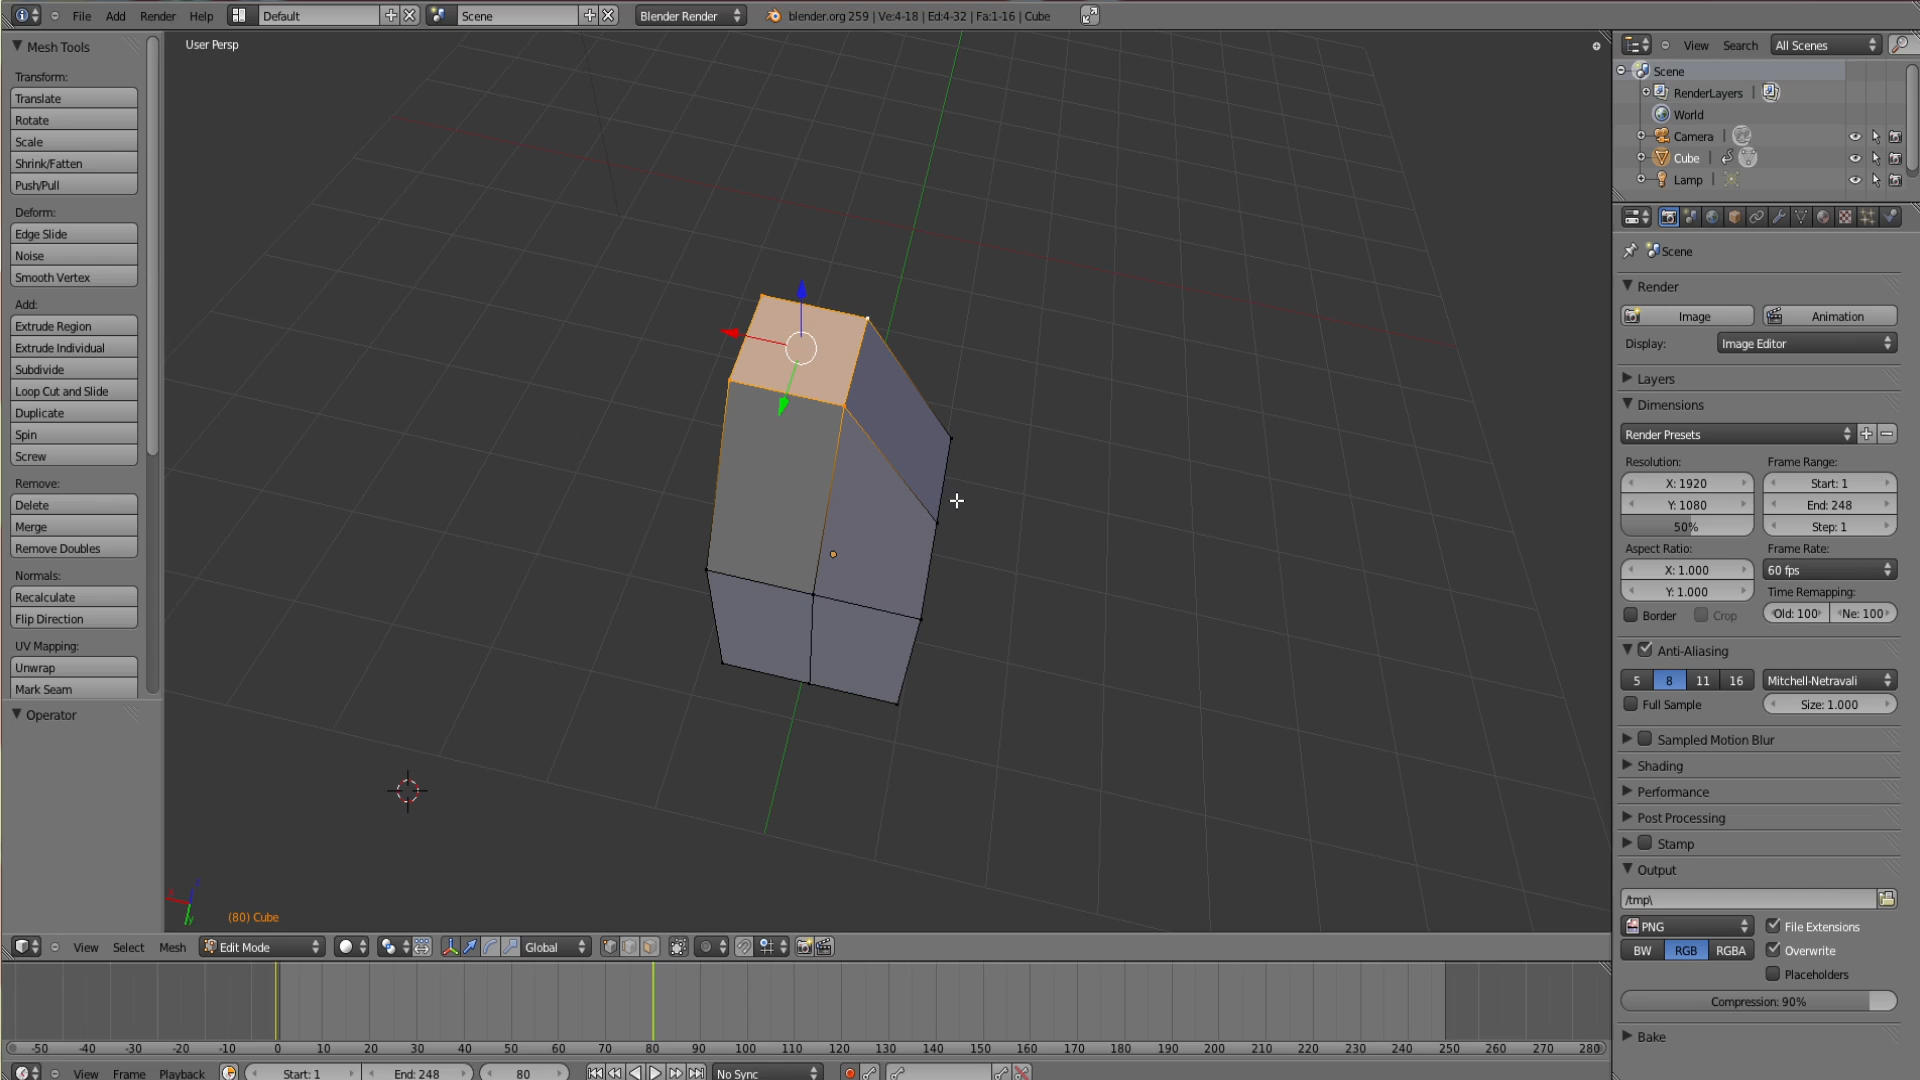 File Add Render Help Default Scene Blender Render blender.org 259 | Ve:4-18 | Ed:4-32 | Fa:1-16 | Cube
Mesh Tools
Transform:
Translate
Rotate
Scale
Shrink/Fatten
Push/Pull
Deform:
Edge Slide
Noise
Smooth Vertex
Add:
Extrude Region
Extrude Individual
Subdivide
Loop Cut and Slide
Duplicate
Spin
Screw
Remove:
Delete
Merge
Remove Doubles
Normals:
Recalculate
Flip Direction
UV Mapping:
Unwrap
Mark Seam
Operator
User Persp
(80) Cube
View Select Mesh Edit Mode Global
-50 -40 -30 -20 -10 0 10 20 30 40 50 60 70 80 90 100 110 120 130 140 150 160 170 180 190 200 210 220 230 240 250 260 270 280
View Frame Playback Start: 1 End: 248 80 No Sync
View Search All Scenes
Scene
RenderLayers |
World
Camera |
Cube |
Lamp |
Scene
Render
Image Animation
Display: Image Editor
Layers
Dimensions
Render Presets
Resolution: Frame Range:
X: 1920 Start: 1
Y: 1080 End: 248
50% Step: 1
Aspect Ratio: Frame Rate:
X: 1.000 60 fps
Y: 1.000 Time Remapping:
Border Crop Old: 100 Ne: 100
Anti-Aliasing
5 8 11 16 Mitchell-Netravali
Full Sample Size: 1.000
Sampled Motion Blur
Shading
Performance
Post Processing
Stamp
Output
/tmp\
PNG File Extensions
BW RGB RGBA Overwrite
Placeholders
Compression: 90%
Bake